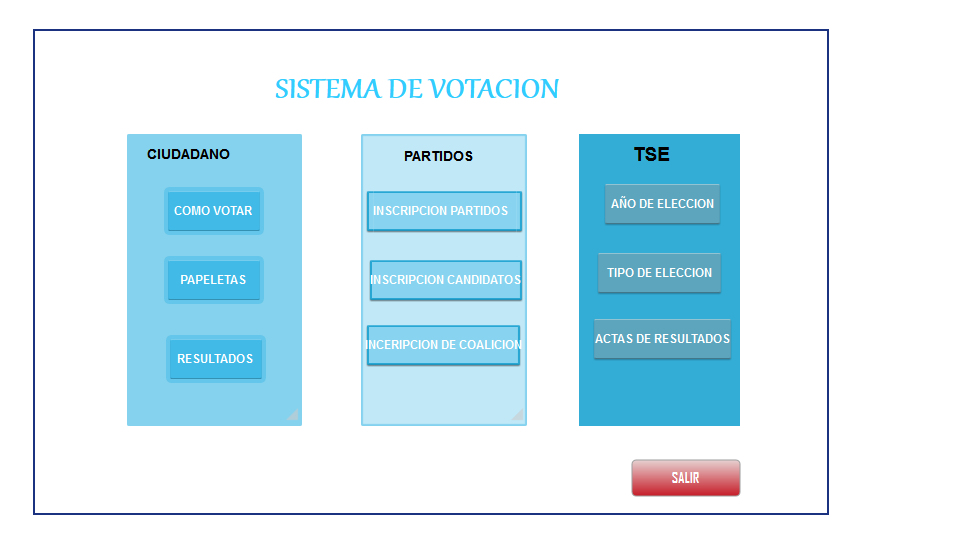 SISTEMA DE VOTACION
CIUDADANO
COMO VOTAR
PAPELETAS
RESULTADOS
PARTIDOS
INSCRIPCION PARTIDOS
INSCRIPCION CANDIDATOS
INCERIPCION DE COALICION
TSE
AÑO DE ELECCION
TIPO DE ELECCION
ACTAS DE RESULTADOS
SALIR